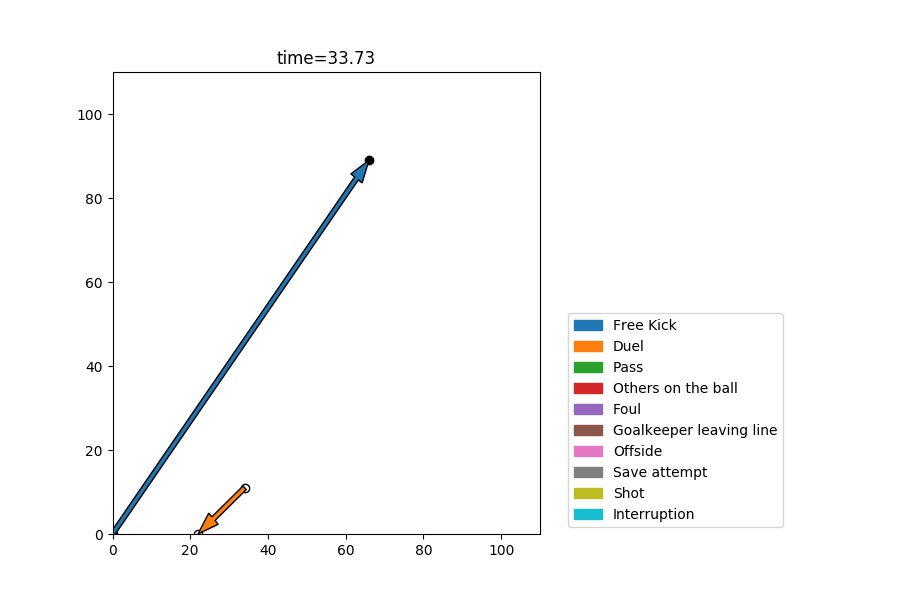 time=33.73
100
80
60
40
20
0
0 20 40 60 80 100
Free Kick
Duel
Pass
Others on the ball
Foul
Goalkeeper leaving line
Offside
Save attempt
Shot
Interruption